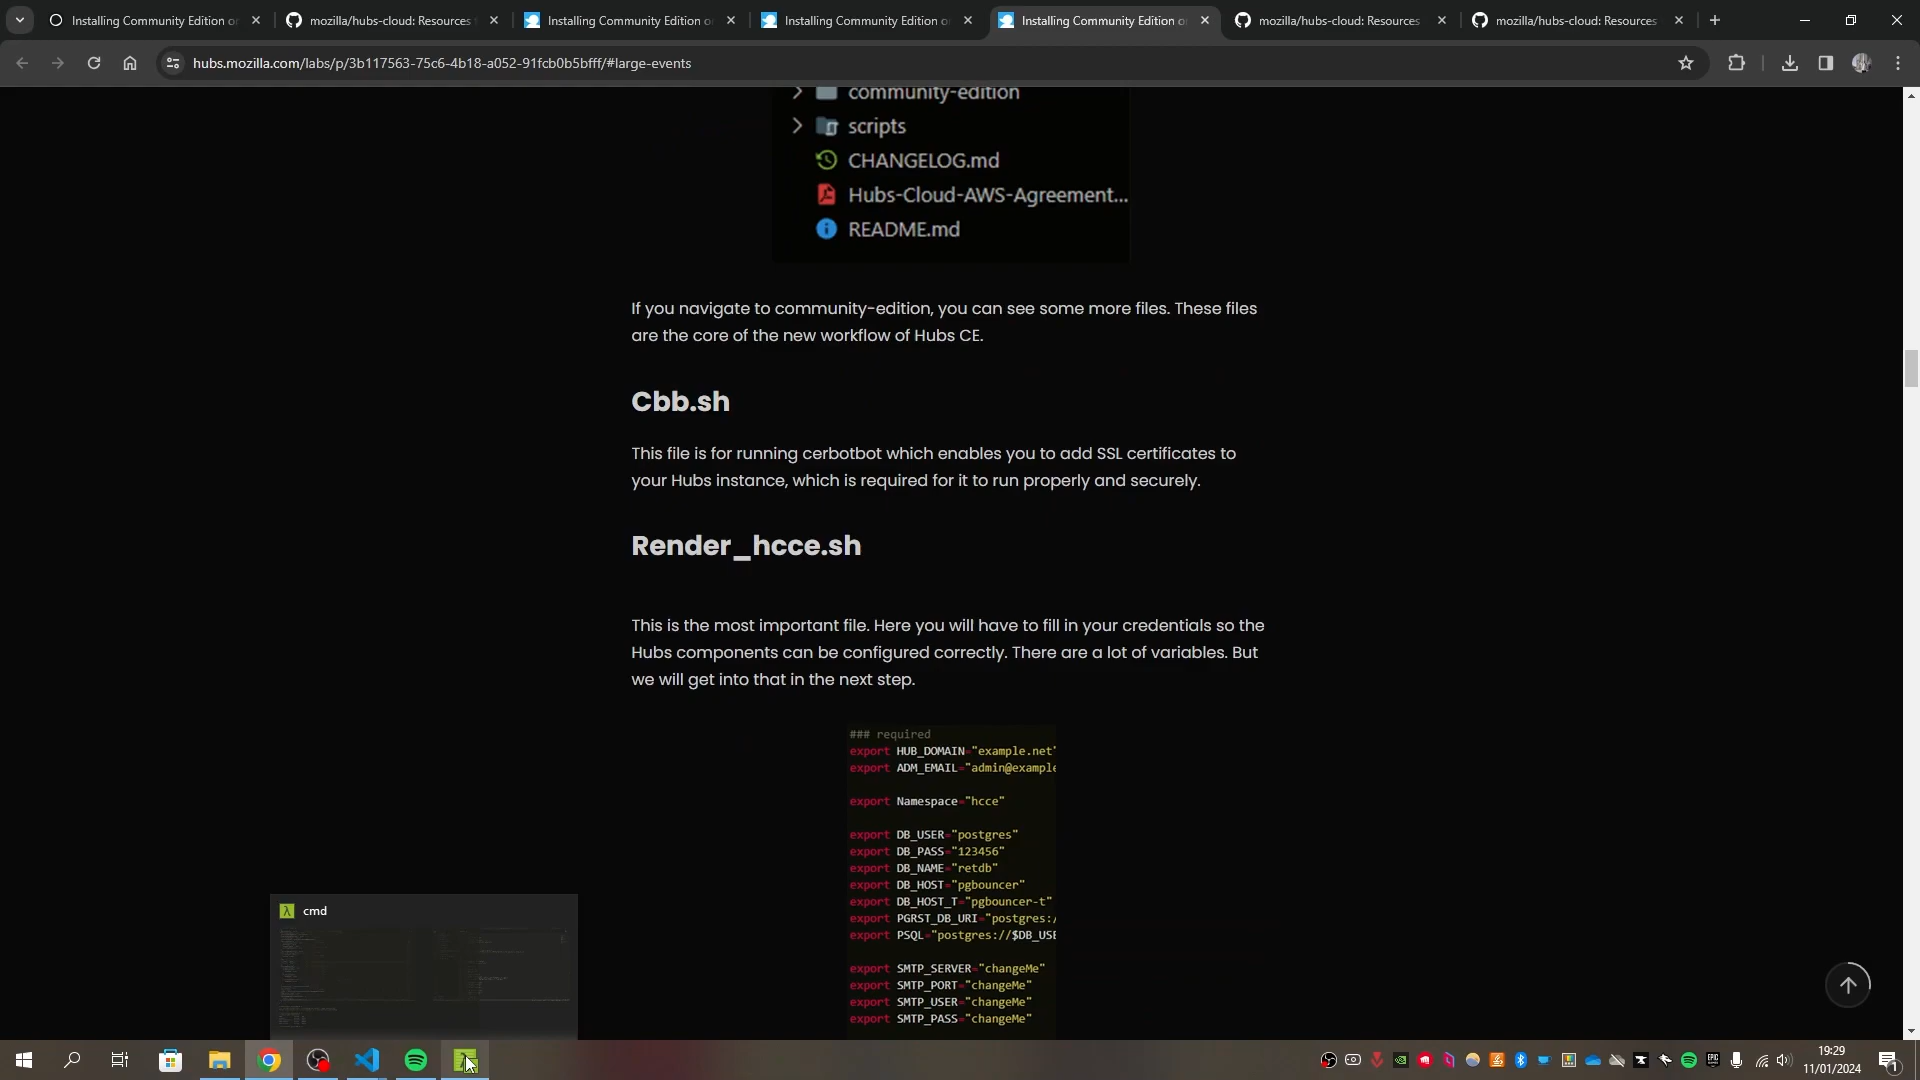 Installing Community Edition o
mozilla/hubs-cloud: Resources
Installing Community Edition o
Installing Community Edition o
Installing Community Edition o
mozilla/hubs-cloud: Resources
mozilla/hubs-cloud: Resources
hubs.mozilla.com/labs/p/3b117563-75c6-4b18-a052-91fcb0b5bfff/#large-events
community-edition
scripts
CHANGELOG.md
Hubs-Cloud-AWS-Agreement...
README.md
If you navigate to community-edition, you can see some more files. These files
are the core of the new workflow of Hubs CE.
Cbb.sh
This file is for running cerbotbot which enables you to add SSL certificates to
your Hubs instance, which is required for it to run properly and securely.
Render_hcce.sh
This is the most important file. Here you will have to fill in your credentials so the
Hubs components can be configured correctly. There are a lot of variables. But
we will get into that in the next step.
### required
export HUB_DOMAIN="example.net"
export ADM_EMAIL="admin@example
export Namespace="hcce"
export DB_USER="postgres"
export DB_PASS="123456"
export DB_NAME="retdb"
export DB_HOST="pgbouncer"
export DB_HOST_T="pgbouncer-t"
export PGRST_DB_URI="postgres:/
export PSQL="postgres://$DB_USE
export SMTP_SERVER="changeMe"
export SMTP_PORT="changeMe"
export SMTP_USER="changeMe"
export SMTP_PASS="changeMe"
cmd
19:29
11/01/2024